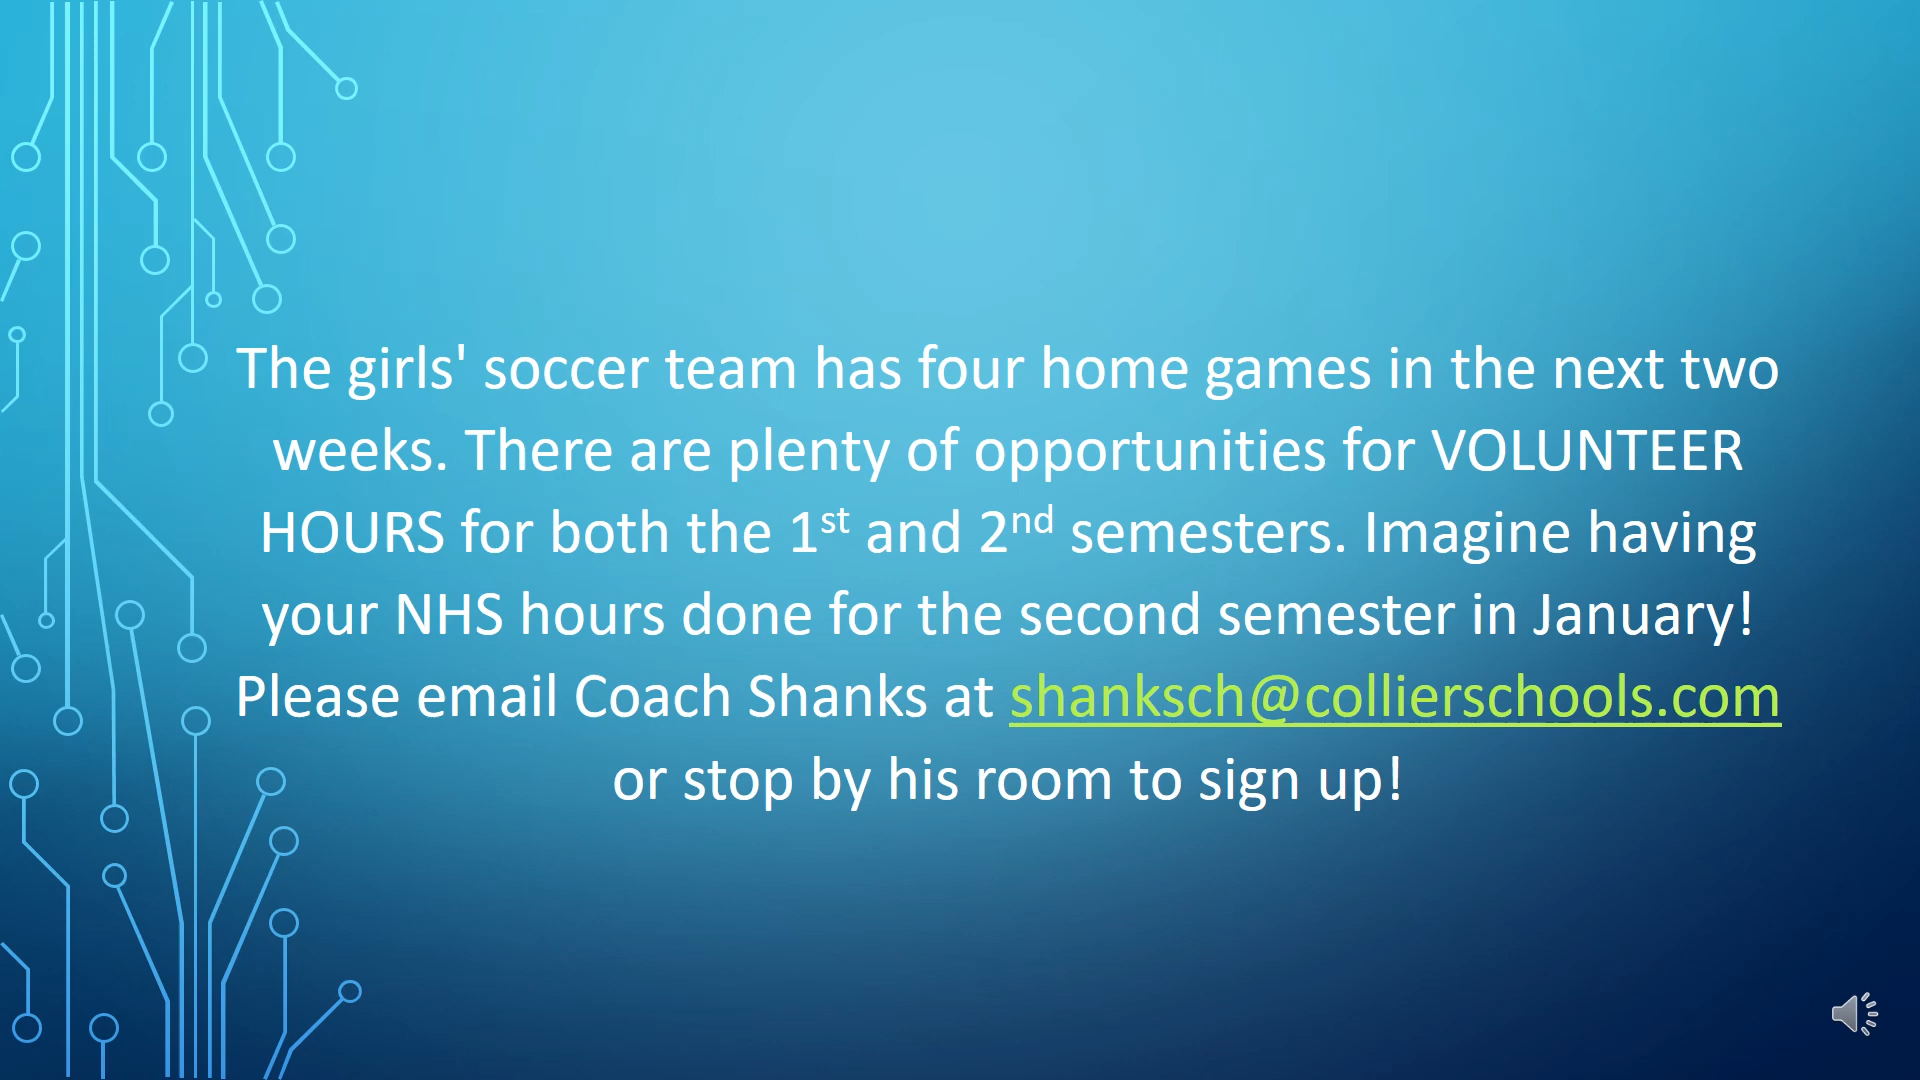 The girls' soccer team has four home games in the next two
weeks. There are plenty of opportunities for VOLUNTEER
HOURS for both the 1st and 2nd semesters. Imagine having
your NHS hours done for the second semester in January!
Please email Coach Shanks at shanksch@collierschools.com
or stop by his room to sign up!